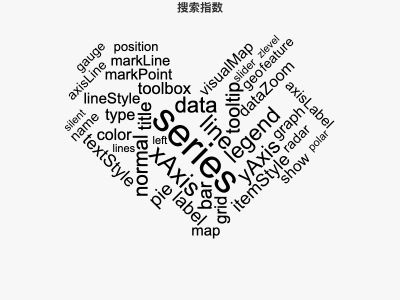 搜索指数
gauge
position
visualMap
zlevel
slider
geofeature
markLine
axisLine
markPoint
toolbox
tooltip
dataZoom
axisLabel
lineStyle
data
title
type
silent
name
color
lines
left
series
line
legend
graph
radar
polar
textStyle
normal
xAxis
yAxis
itemStyle
show
pie
label
bar
grid
map